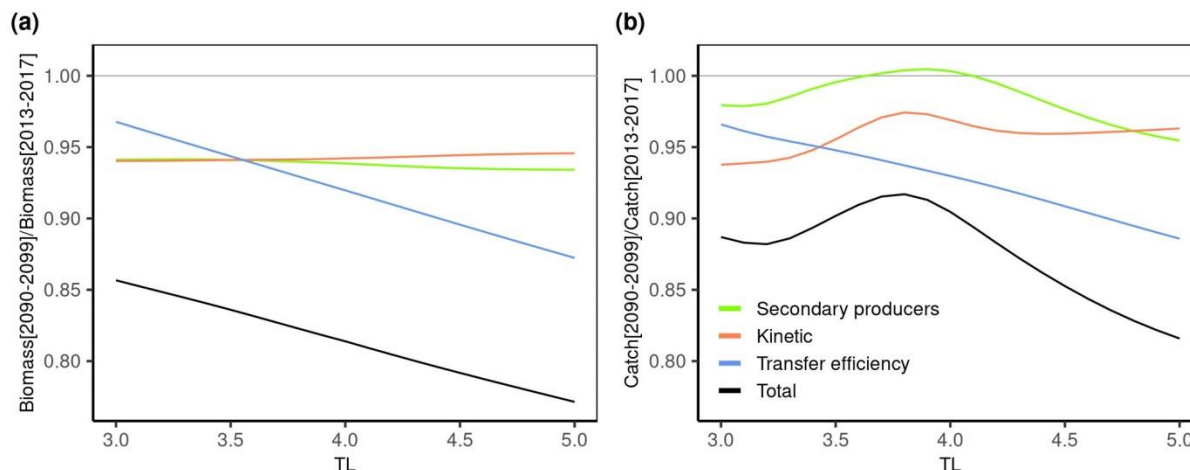 (a)
Biomass[2090-2099]/Biomass[2013-2017]
1.00
0.95
0.90
0.85
0.80
3.0
3.5
4.0
4.5
5.0
TL
(b)
Catch[2090-2099]/Catch[2013-2017]
1.00
0.95
0.90
0.85
0.80
Secondary producers
Kinetic
Transfer efficiency
Total
3.0
3.5
4.0
4.5
5.0
TL